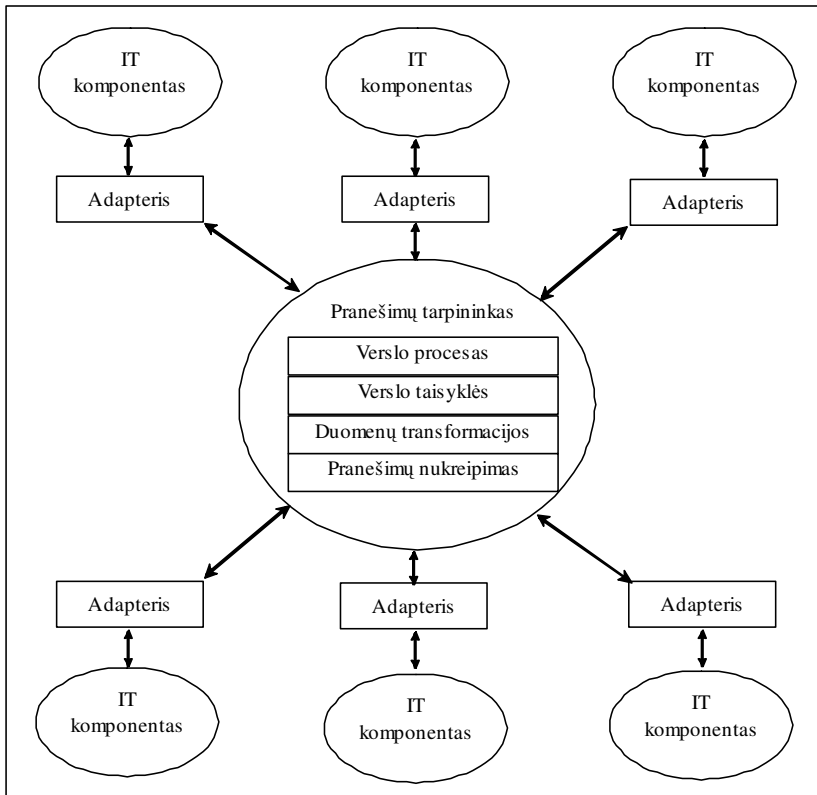 IT
komponentas
IT
komponentas
IT
komponentas
Adapteris
Adapteris
Adapteris
Pranešimų tarpininkas
Verslo procesas
Verslo taisyklės
Duomenų transformacijos
Pranešimų nukreipimas
Adapteris
Adapteris
Adapteris
IT
komponentas
IT
komponentas
IT
komponentas